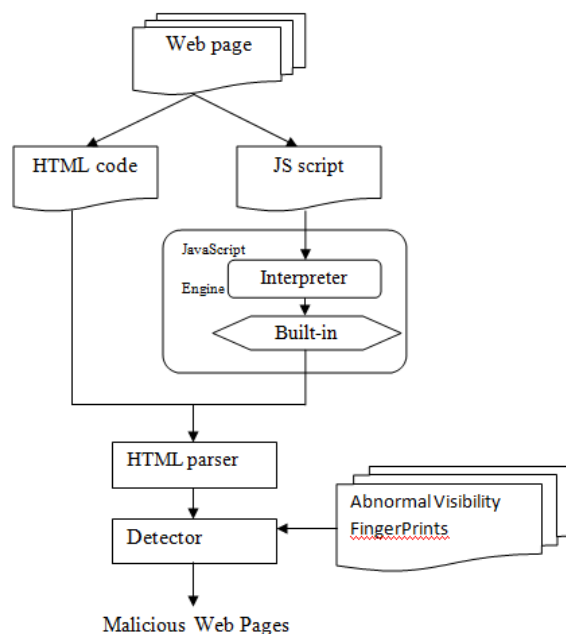 Web page
HTML code
JS script
JavaScript
Engine
Interpreter
Built-in
HTML parser
Abnormal Visibility
FingerPrints
Detector
Malicious Web Pages